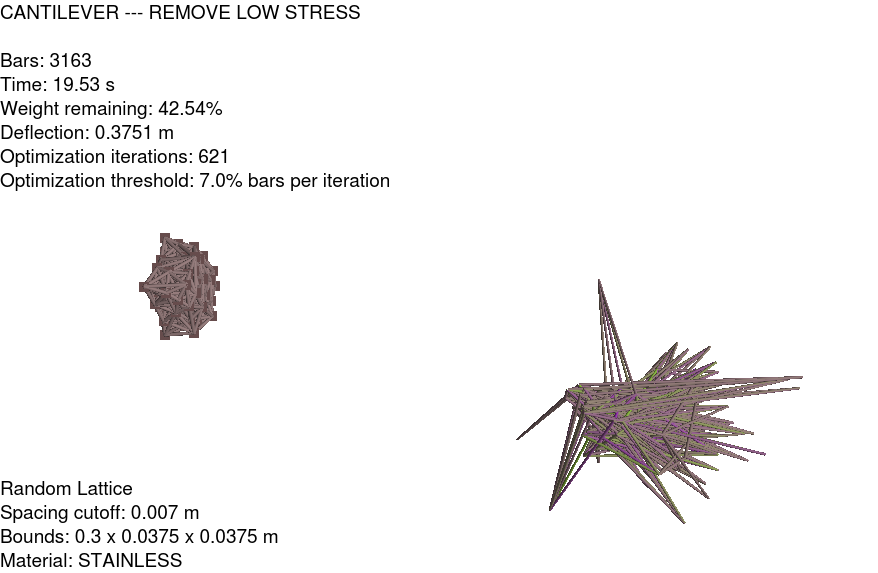 CANTILEVER --- REMOVE LOW STRESS
Bars: 3163
Time: 19.53 s
Weight remaining: 42.54%
Deflection: 0.3751 m
Optimization iterations: 621
Optimization threshold: 7.0% bars per iteration
Random Lattice
Spacing cutoff: 0.007 m
Bounds: 0.3 x 0.0375 x 0.0375 m
Material: STAINLESS